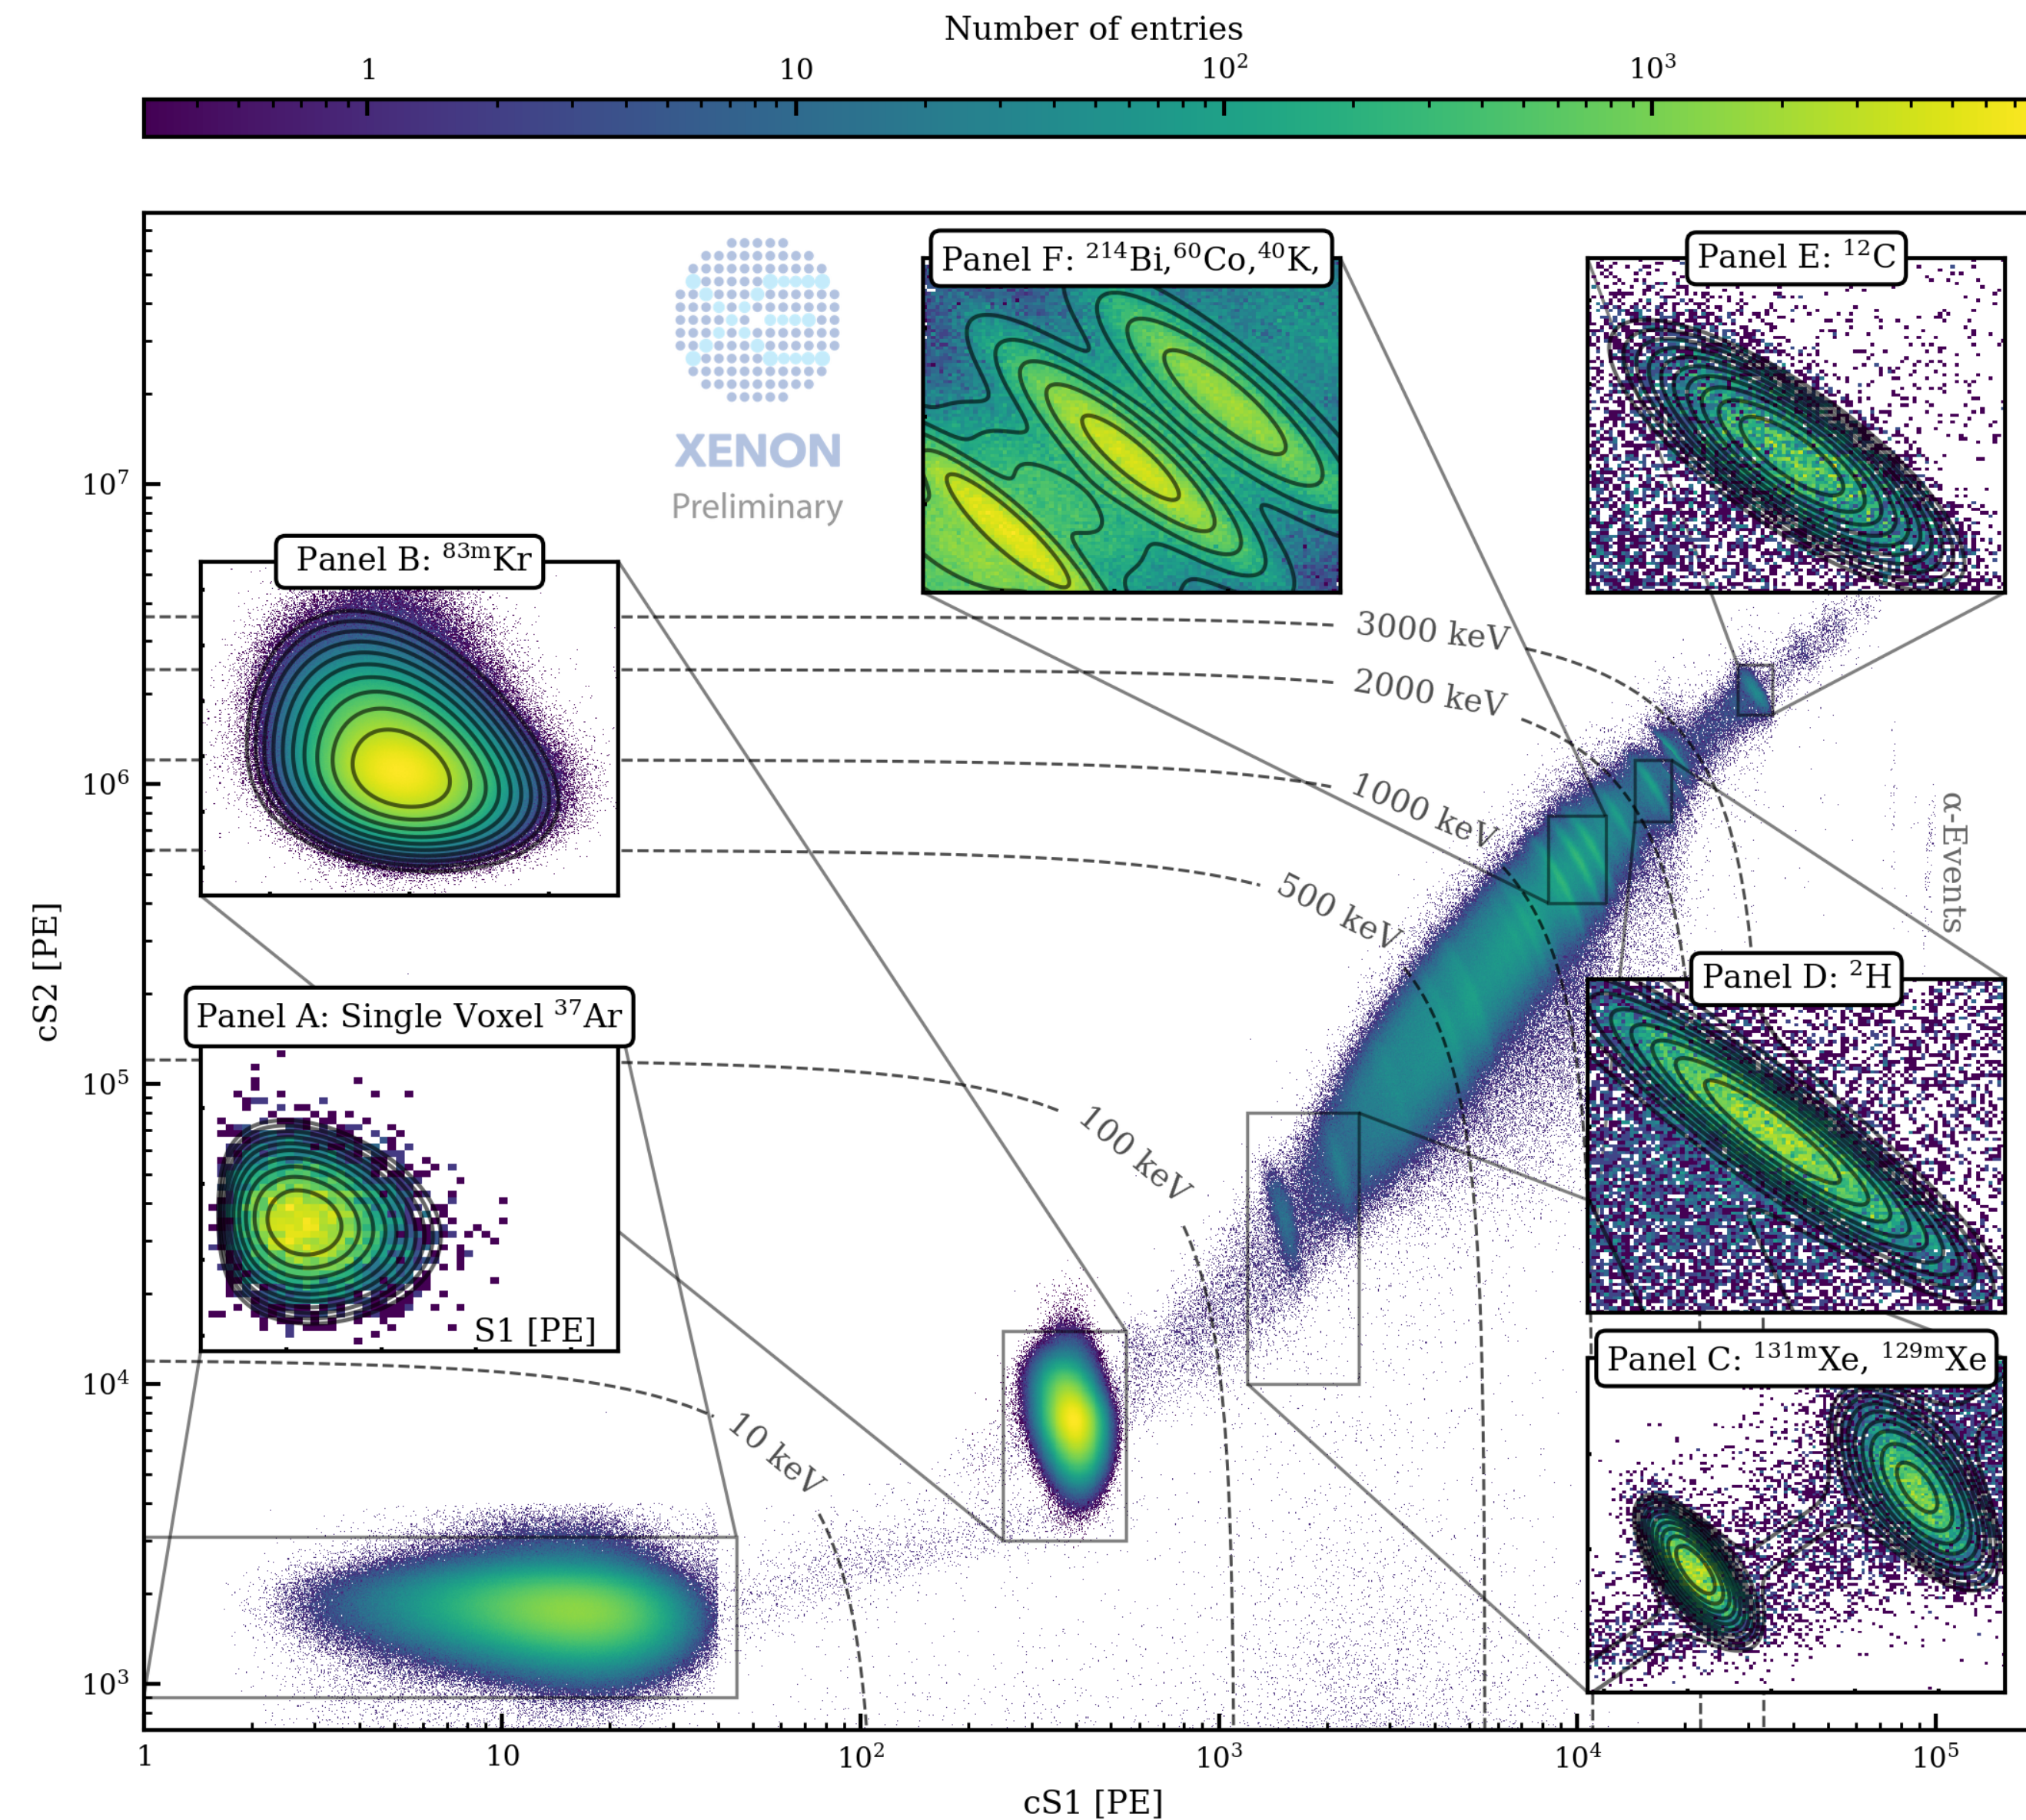 Number of entries
1 10 10² 10³
Panel F: ²¹⁴Bi,⁶⁰Co,⁴⁰K,
Panel E: ¹²C
XENON
Preliminary
10⁷
Panel B: ⁸³ᵐKr
3000 keV
2000 keV
10⁶
1000 keV
α-Events
500 keV
cS2 [PE]
Panel D: ²H
Panel A: Single Voxel ³⁷Ar
10⁵
100 keV
S1 [PE]
Panel C: ¹³¹ᵐXe, ¹²⁹ᵐXe
10⁴
10 keV
10³
1 10 10² 10³ 10⁴ 10⁵
cS1 [PE]